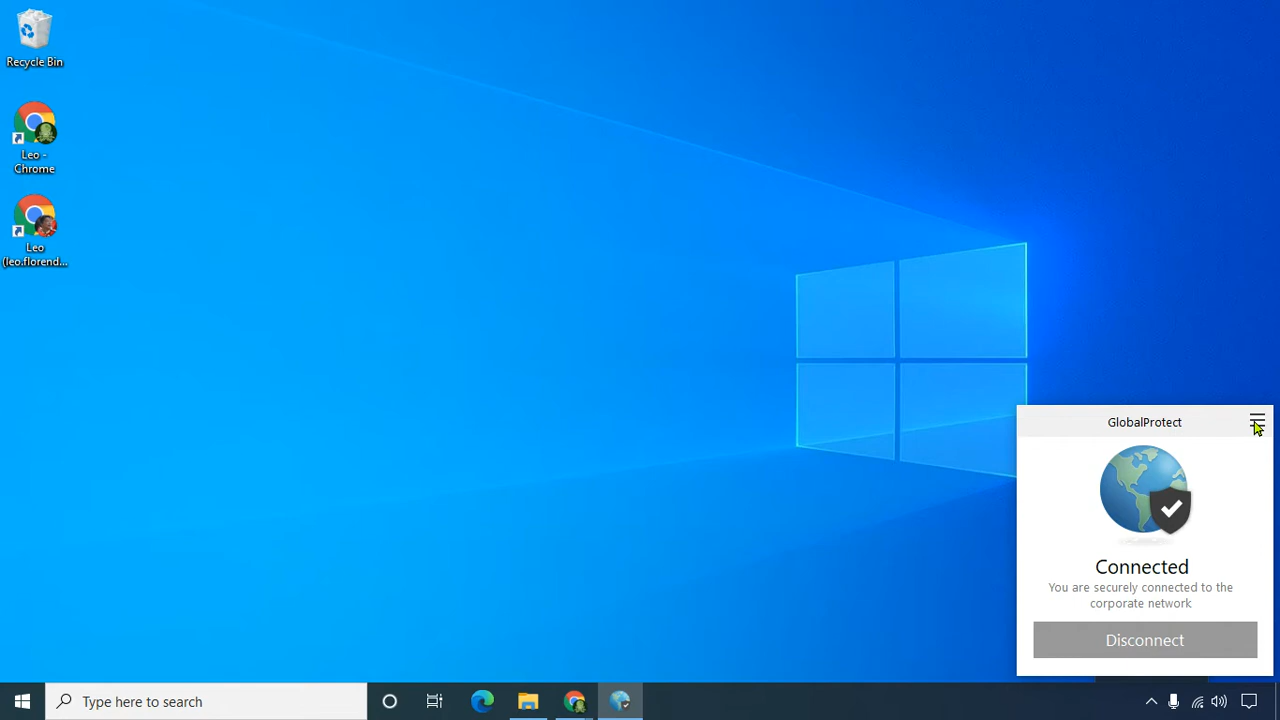 Recycle Bin
Leo -
Chrome
Leo
(leo.florend...
GlobalProtect
Connected
You are securely connected to the
corporate network
Disconnect
Type here to search